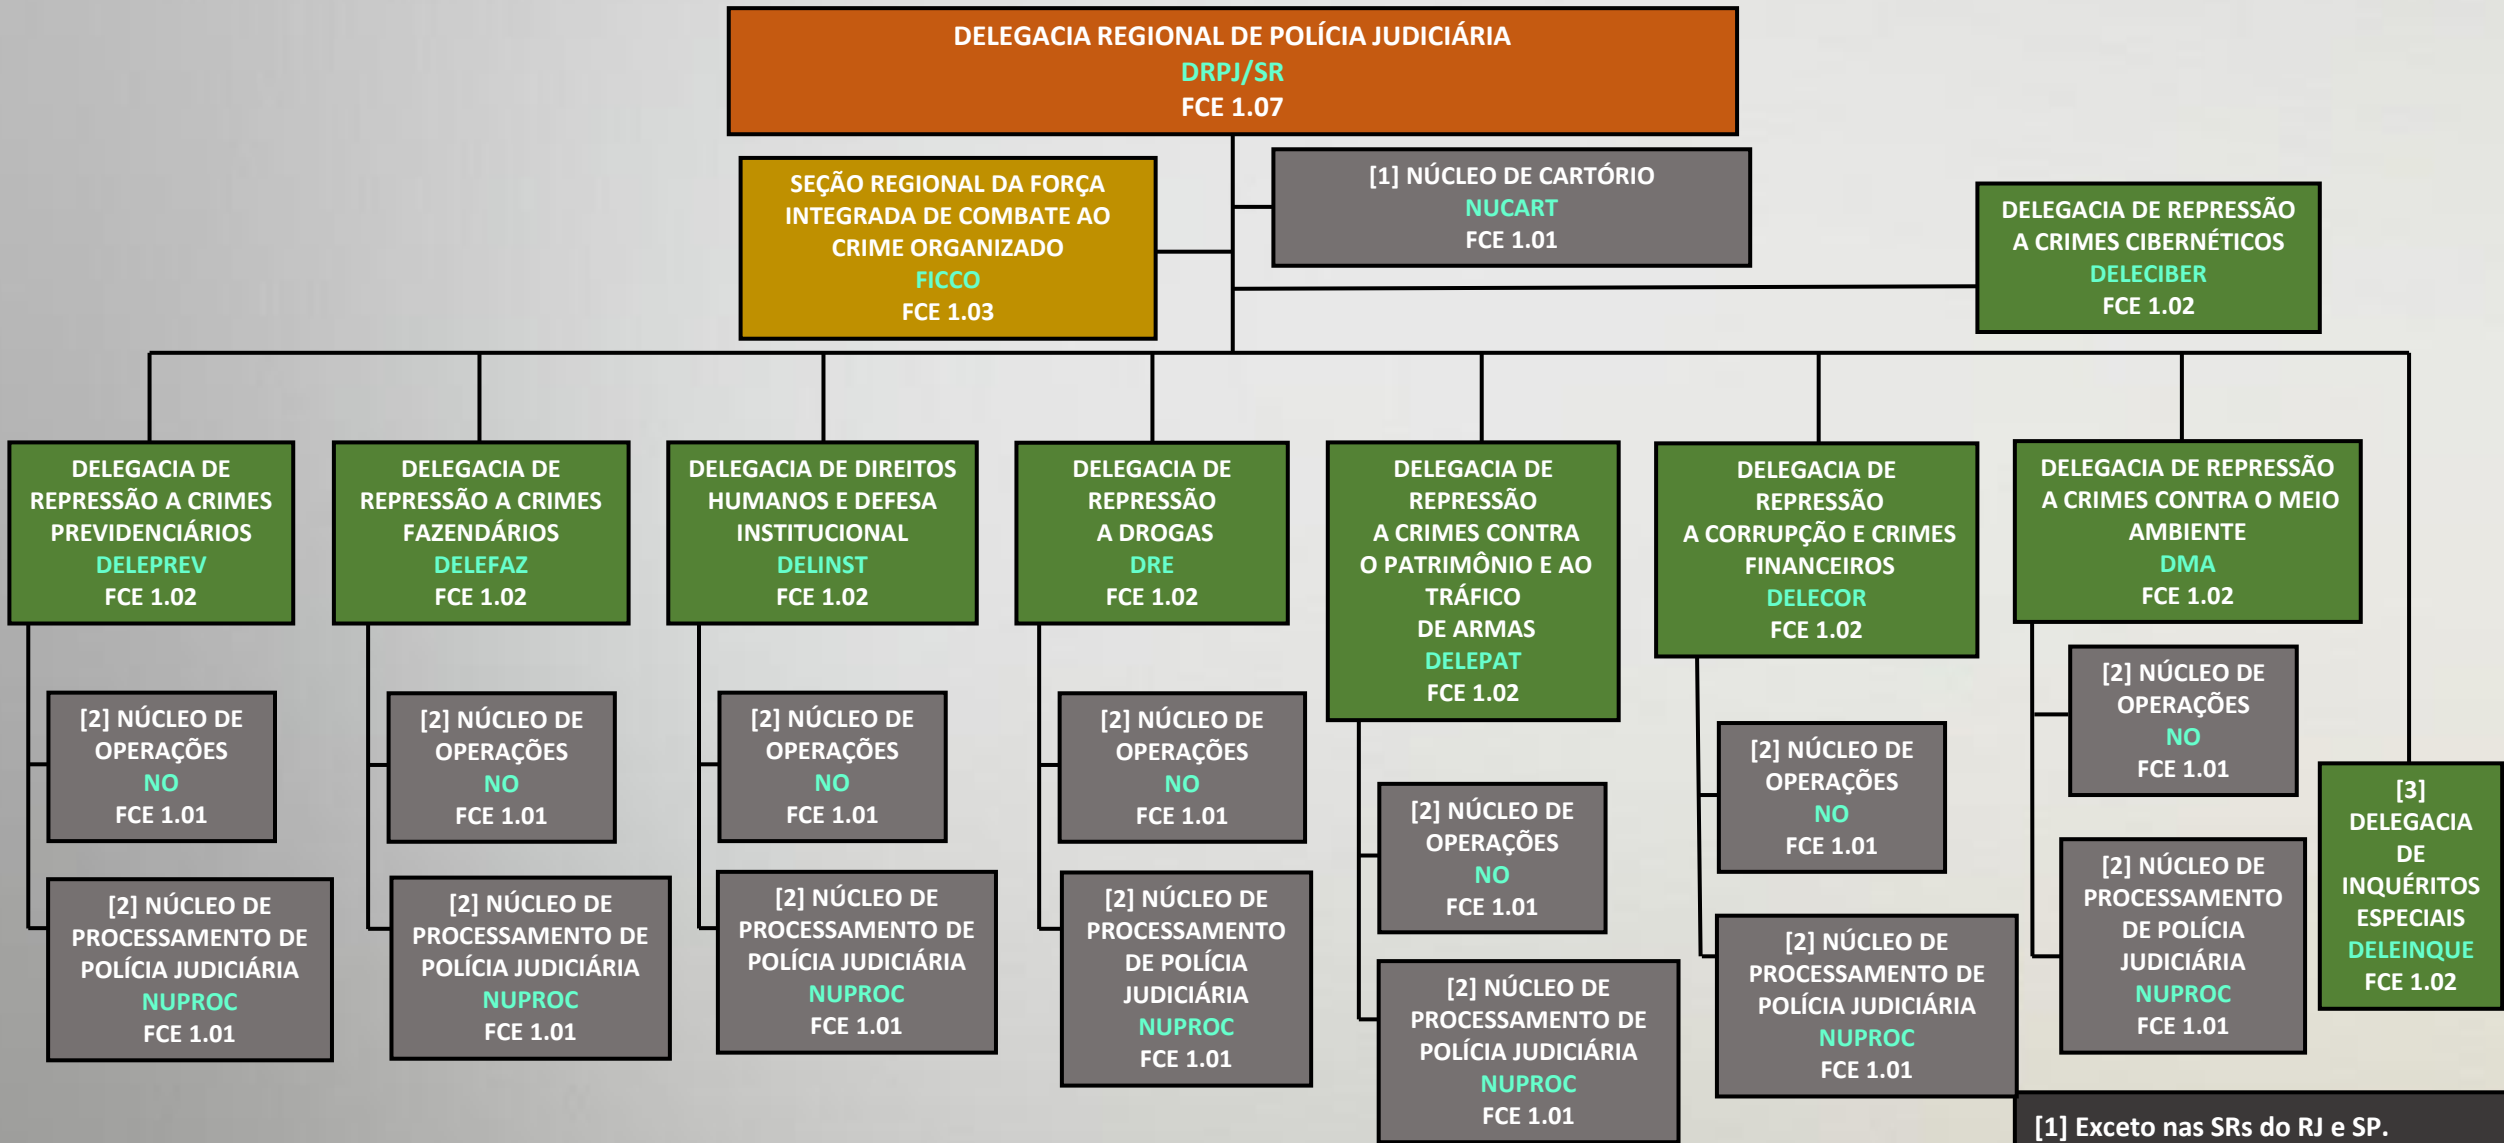 DELEGACIA REGIONAL DE POLÍCIA JUDICIÁRIA
DRPJ/SR
FCE 1.07
SEÇÃO REGIONAL DA FORÇA
INTEGRADA DE COMBATE AO
CRIME ORGANIZADO
FICCO
FCE 1.03
[1] NÚCLEO DE CARTÓRIO
NUCART
FCE 1.01
DELEGACIA DE REPRESSÃO
A CRIMES CIBERNÉTICOS
DELECIBER
FCE 1.02
DELEGACIA DE
REPRESSÃO A CRIMES
PREVIDENCIÁRIOS
DELEPREV
FCE 1.02
[2] NÚCLEO DE
OPERAÇÕES
NO
FCE 1.01
[2] NÚCLEO DE
PROCESSAMENTO DE
POLÍCIA JUDICIÁRIA
NUPROC
FCE 1.01
DELEGACIA DE
REPRESSÃO A CRIMES
FAZENDÁRIOS
DELEFAZ
FCE 1.02
[2] NÚCLEO DE
OPERAÇÕES
NO
FCE 1.01
[2] NÚCLEO DE
PROCESSAMENTO DE
POLÍCIA JUDICIÁRIA
NUPROC
FCE 1.01
DELEGACIA DE DIREITOS
HUMANOS E DEFESA
INSTITUCIONAL
DELINST
FCE 1.02
[2] NÚCLEO DE
OPERAÇÕES
NO
FCE 1.01
[2] NÚCLEO DE
PROCESSAMENTO DE
POLÍCIA JUDICIÁRIA
NUPROC
FCE 1.01
DELEGACIA DE
REPRESSÃO
A DROGAS
DRE
FCE 1.02
[2] NÚCLEO DE
OPERAÇÕES
NO
FCE 1.01
[2] NÚCLEO DE
PROCESSAMENTO
DE POLÍCIA
JUDICIÁRIA
NUPROC
FCE 1.01
DELEGACIA DE
REPRESSÃO
A CRIMES CONTRA
O PATRIMÔNIO E AO
TRÁFICO
DE ARMAS
DELEPAT
FCE 1.02
[2] NÚCLEO DE
OPERAÇÕES
NO
FCE 1.01
[2] NÚCLEO DE
PROCESSAMENTO DE
POLÍCIA JUDICIÁRIA
NUPROC
FCE 1.01
DELEGACIA DE
REPRESSÃO
A CORRUPÇÃO E CRIMES
FINANCEIROS
DELECOR
FCE 1.02
[2] NÚCLEO DE
OPERAÇÕES
NO
FCE 1.01
[2] NÚCLEO DE
PROCESSAMENTO DE
POLÍCIA JUDICIÁRIA
NUPROC
FCE 1.01
DELEGACIA DE REPRESSÃO
A CRIMES CONTRA O MEIO
AMBIENTE
DMA
FCE 1.02
[2] NÚCLEO DE
OPERAÇÕES
NO
FCE 1.01
[2] NÚCLEO DE
PROCESSAMENTO
DE POLÍCIA
JUDICIÁRIA
NUPROC
FCE 1.01
[3]
DELEGACIA
DE
INQUÉRITOS
ESPECIAIS
DELEINQUE
FCE 1.02
[1] Exceto nas SRs do RJ e SP.